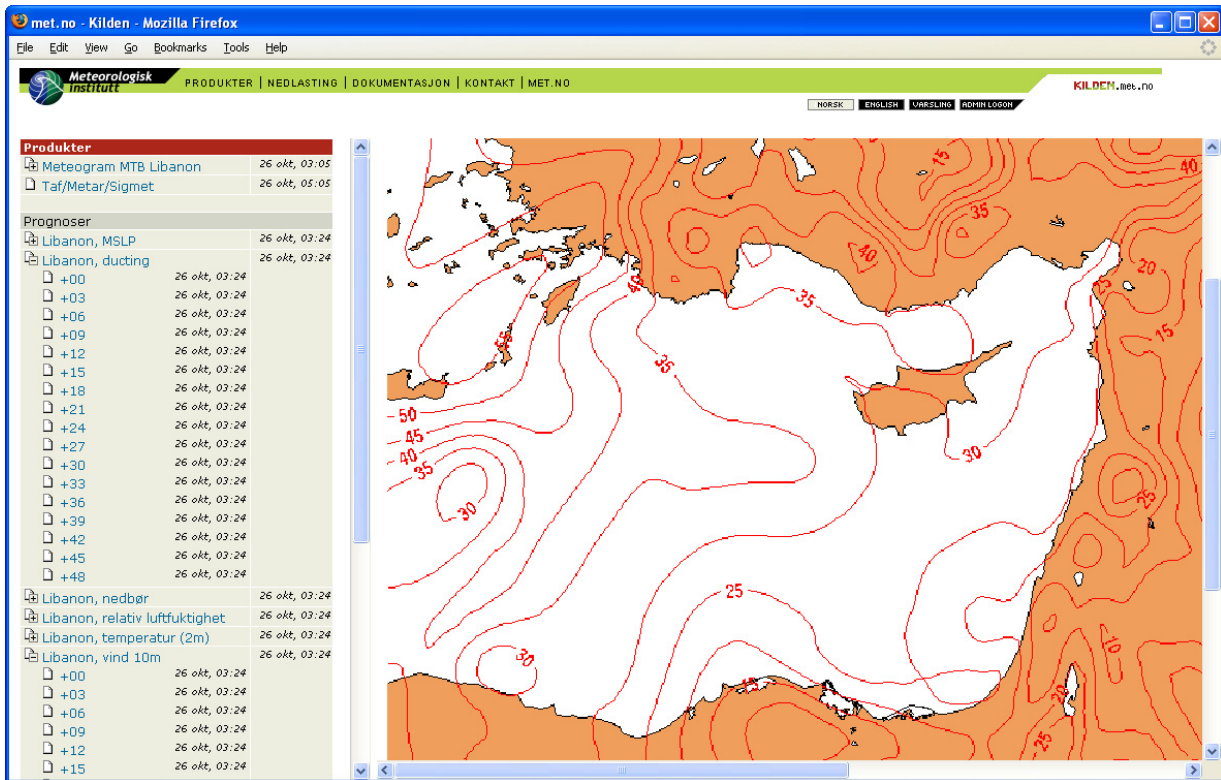 met.no - Kilden - Mozilla Firefox
File Edit View Go Bookmarks Tools Help
Meteorologisk
institutt
PRODUKTER | NEDLASTING | DOKUMENTASJON | KONTAKT | MET.NO
KILDEN.met.no
NORSK ENGLISH VARSLING ADMIN LOGON
Produkter
Meteogram MTB Libanon 26 okt, 03:05
Taf/Metar/Sigmet 26 okt, 05:05
Prognoser
Libanon, MSLP 26 okt, 03:24
Libanon, ducting 26 okt, 03:24
+00 26 okt, 03:24
+03 26 okt, 03:24
+06 26 okt, 03:24
+09 26 okt, 03:24
+12 26 okt, 03:24
+15 26 okt, 03:24
+18 26 okt, 03:24
+21 26 okt, 03:24
+24 26 okt, 03:24
+27 26 okt, 03:24
+30 26 okt, 03:24
+33 26 okt, 03:24
+36 26 okt, 03:24
+39 26 okt, 03:24
+42 26 okt, 03:24
+45 26 okt, 03:24
+48 26 okt, 03:24
Libanon, nedbør 26 okt, 03:24
Libanon, relativ luftfuktighet 26 okt, 03:24
Libanon, temperatur (2m) 26 okt, 03:24
Libanon, vind 10m 26 okt, 03:24
+00 26 okt, 03:24
+03 26 okt, 03:24
+06 26 okt, 03:24
+09 26 okt, 03:24
+12 26 okt, 03:24
+15 26 okt, 03:24
15
40
35
40
20
40
25
35
15
35
50
45
40
35
30
30
25
25
30
10
15
20
25